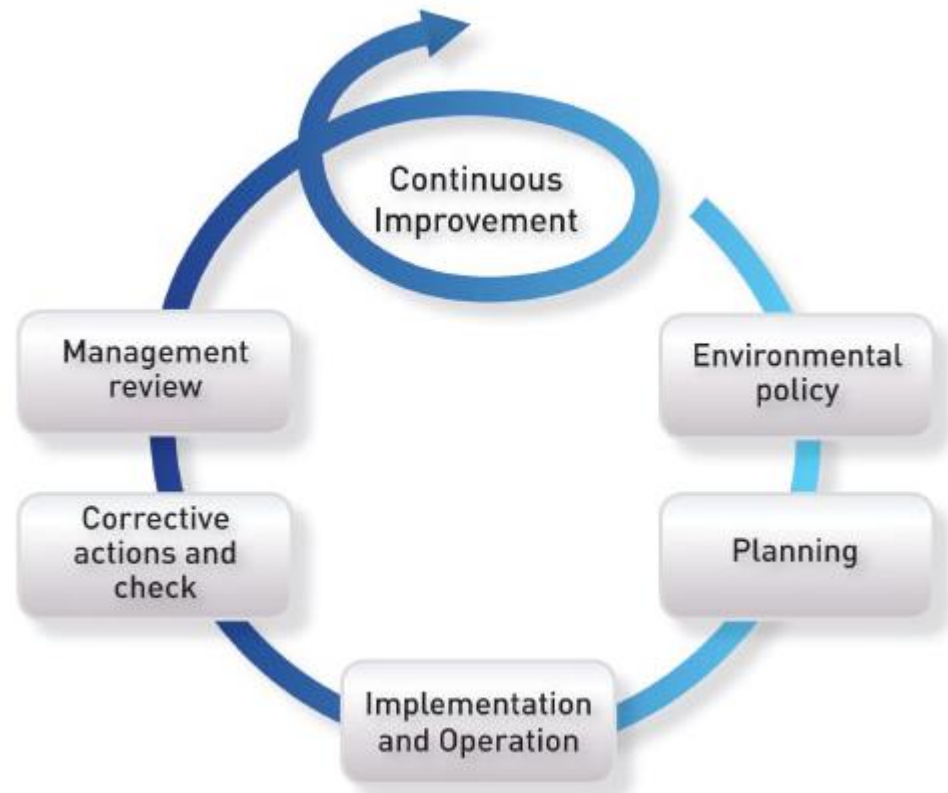 Continuous
Improvement
Environmental
policy
Planning
Implementation
and Operation
Corrective
actions and
check
Management
review